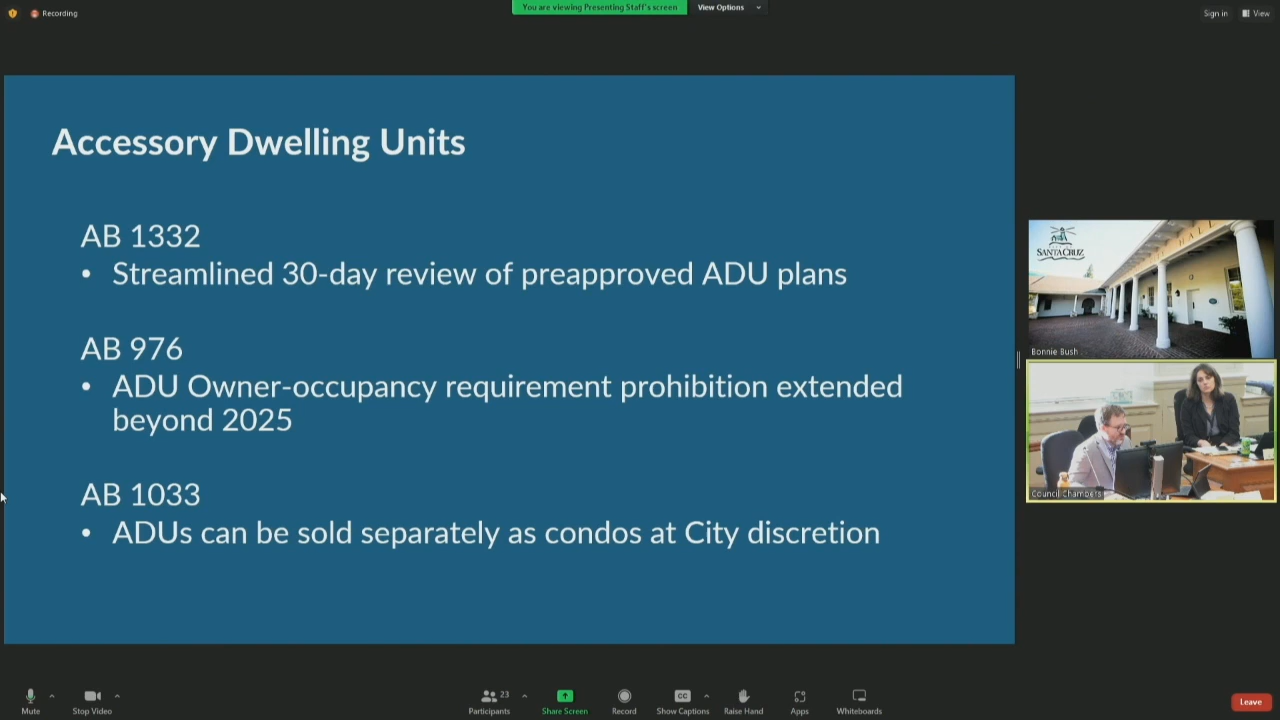 Recording
You are viewing Presenting Staff's screen
View Options
Sign in
View
Accessory Dwelling Units
AB 1332
• Streamlined 30-day review of preapproved ADU plans
AB 976
• ADU Owner-occupancy requirement prohibition extended
beyond 2025
AB 1033
• ADUs can be sold separately as condos at City discretion
SANTA CRUZ
HALL
Bonnie Bush
Council Chambers
Mute
Stop Video
23
Participants
Share Screen
Record
CC
Show Captions
Raise Hand
Apps
Whiteboards
Leave